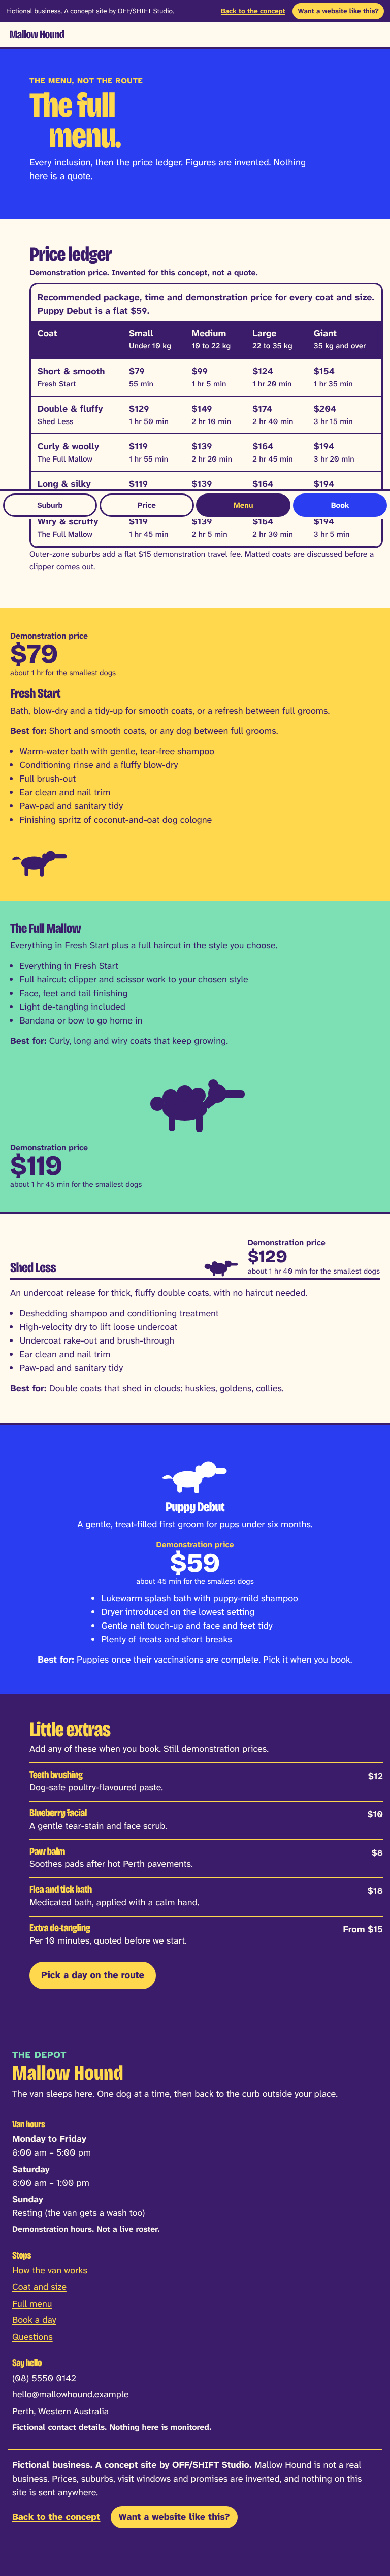 Fictional business. A concept site by OFF/SHIFT Studio.
Back to the concept
Want a website like this?
Mallow Hound
THE MENU, NOT THE ROUTE
The full
menu.
Every inclusion, then the price ledger. Figures are invented. Nothing
here is a quote.
Price ledger
Demonstration price. Invented for this concept, not a quote.
Recommended package, time and demonstration price for every coat and size.
Puppy Debut is a flat $59.
Coat Small Medium Large Giant
Under 10 kg 10 to 22 kg 22 to 35 kg 35 kg and over
Short & smooth $79 $99 $124 $154
Fresh Start 55 min 1 hr 5 min 1 hr 20 min 1 hr 35 min
Double & fluffy $129 $149 $174 $204
Shed Less 1 hr 50 min 2 hr 10 min 2 hr 40 min 3 hr 15 min
Curly & woolly $119 $139 $164 $194
The Full Mallow 1 hr 55 min 2 hr 20 min 2 hr 45 min 3 hr 20 min
Long & silky $119 $139 $164 $194
Suburb Price Menu Book
Wiry & scruffy $119 $139 $164 $194
The Full Mallow 1 hr 45 min 2 hr 5 min 2 hr 30 min 3 hr 5 min
Outer-zone suburbs add a flat $15 demonstration travel fee. Matted coats are discussed before a
clipper comes out.
Demonstration price
$79
about 1 hr for the smallest dogs
Fresh Start
Bath, blow-dry and a tidy-up for smooth coats, or a refresh between full grooms.
Best for: Short and smooth coats, or any dog between full grooms.
• Warm-water bath with gentle, tear-free shampoo
• Conditioning rinse and a fluffy blow-dry
• Full brush-out
• Ear clean and nail trim
• Paw-pad and sanitary tidy
• Finishing spritz of coconut-and-oat dog cologne
The Full Mallow
Everything in Fresh Start plus a full haircut in the style you choose.
• Everything in Fresh Start
• Full haircut: clipper and scissor work to your chosen style
• Face, feet and tail finishing
• Light de-tangling included
• Bandana or bow to go home in
Best for: Curly, long and wiry coats that keep growing.
Demonstration price
$119
about 1 hr 45 min for the smallest dogs
Demonstration price
$129
about 1 hr 40 min for the smallest dogs
Shed Less
An undercoat release for thick, fluffy double coats, with no haircut needed.
• Deshedding shampoo and conditioning treatment
• High-velocity dry to lift loose undercoat
• Undercoat rake-out and brush-through
• Ear clean and nail trim
• Paw-pad and sanitary tidy
Best for: Double coats that shed in clouds: huskies, goldens, collies.
Puppy Debut
A gentle, treat-filled first groom for pups under six months.
Demonstration price
$59
about 45 min for the smallest dogs
• Lukewarm splash bath with puppy-mild shampoo
• Dryer introduced on the lowest setting
• Gentle nail touch-up and face and feet tidy
• Plenty of treats and short breaks
Best for: Puppies once their vaccinations are complete. Pick it when you book.
Little extras
Add any of these when you book. Still demonstration prices.
Teeth brushing $12
Dog-safe poultry-flavoured paste.
Blueberry facial $10
A gentle tear-stain and face scrub.
Paw balm $8
Soothes pads after hot Perth pavements.
Flea and tick bath $18
Medicated bath, applied with a calm hand.
Extra de-tangling From $15
Per 10 minutes, quoted before we start.
Pick a day on the route
THE DEPOT
Mallow Hound
The van sleeps here. One dog at a time, then back to the curb outside your place.
Van hours
Monday to Friday
8:00 am – 5:00 pm
Saturday
8:00 am – 1:00 pm
Sunday
Resting (the van gets a wash too)
Demonstration hours. Not a live roster.
Stops
How the van works
Coat and size
Full menu
Book a day
Questions
Say hello
(08) 5550 0142
hello@mallowhound.example
Perth, Western Australia
Fictional contact details. Nothing here is monitored.
Fictional business. A concept site by OFF/SHIFT Studio. Mallow Hound is not a real
business. Prices, suburbs, visit windows and promises are invented, and nothing on this
site is sent anywhere.
Back to the concept
Want a website like this?